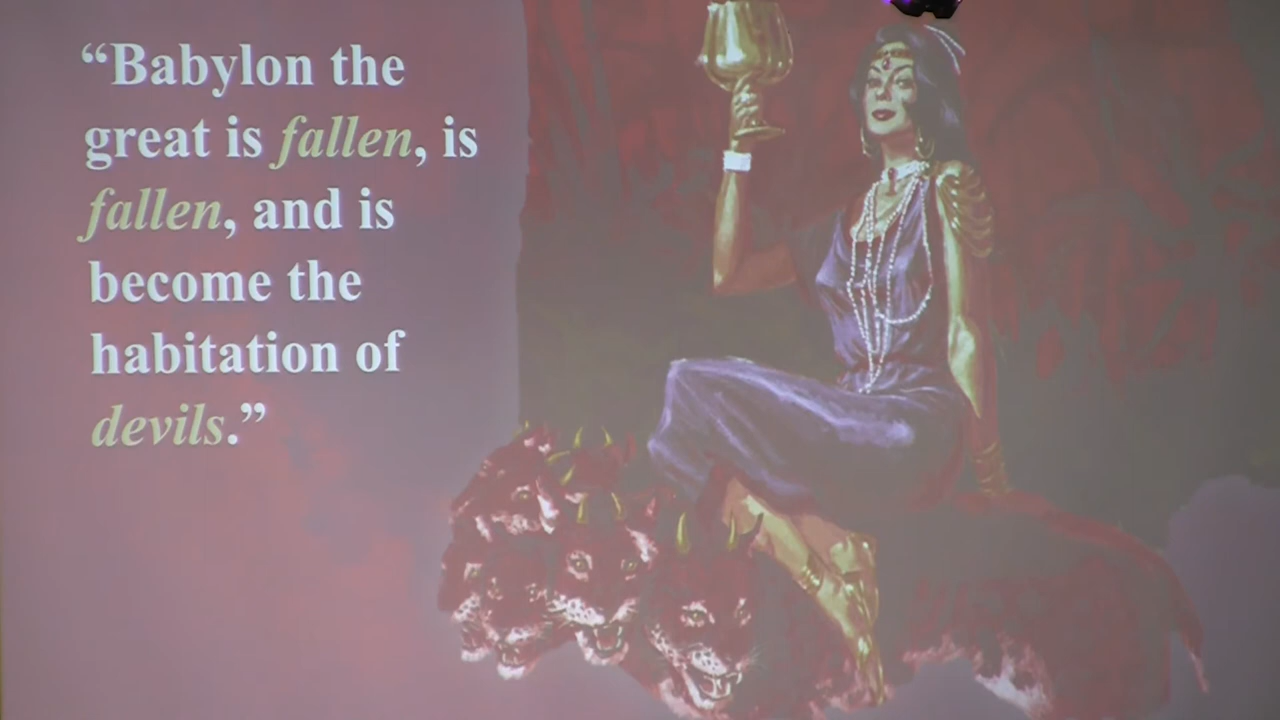 “Babylon the
great is fallen, is
fallen, and is
become the
habitation of
devils.”